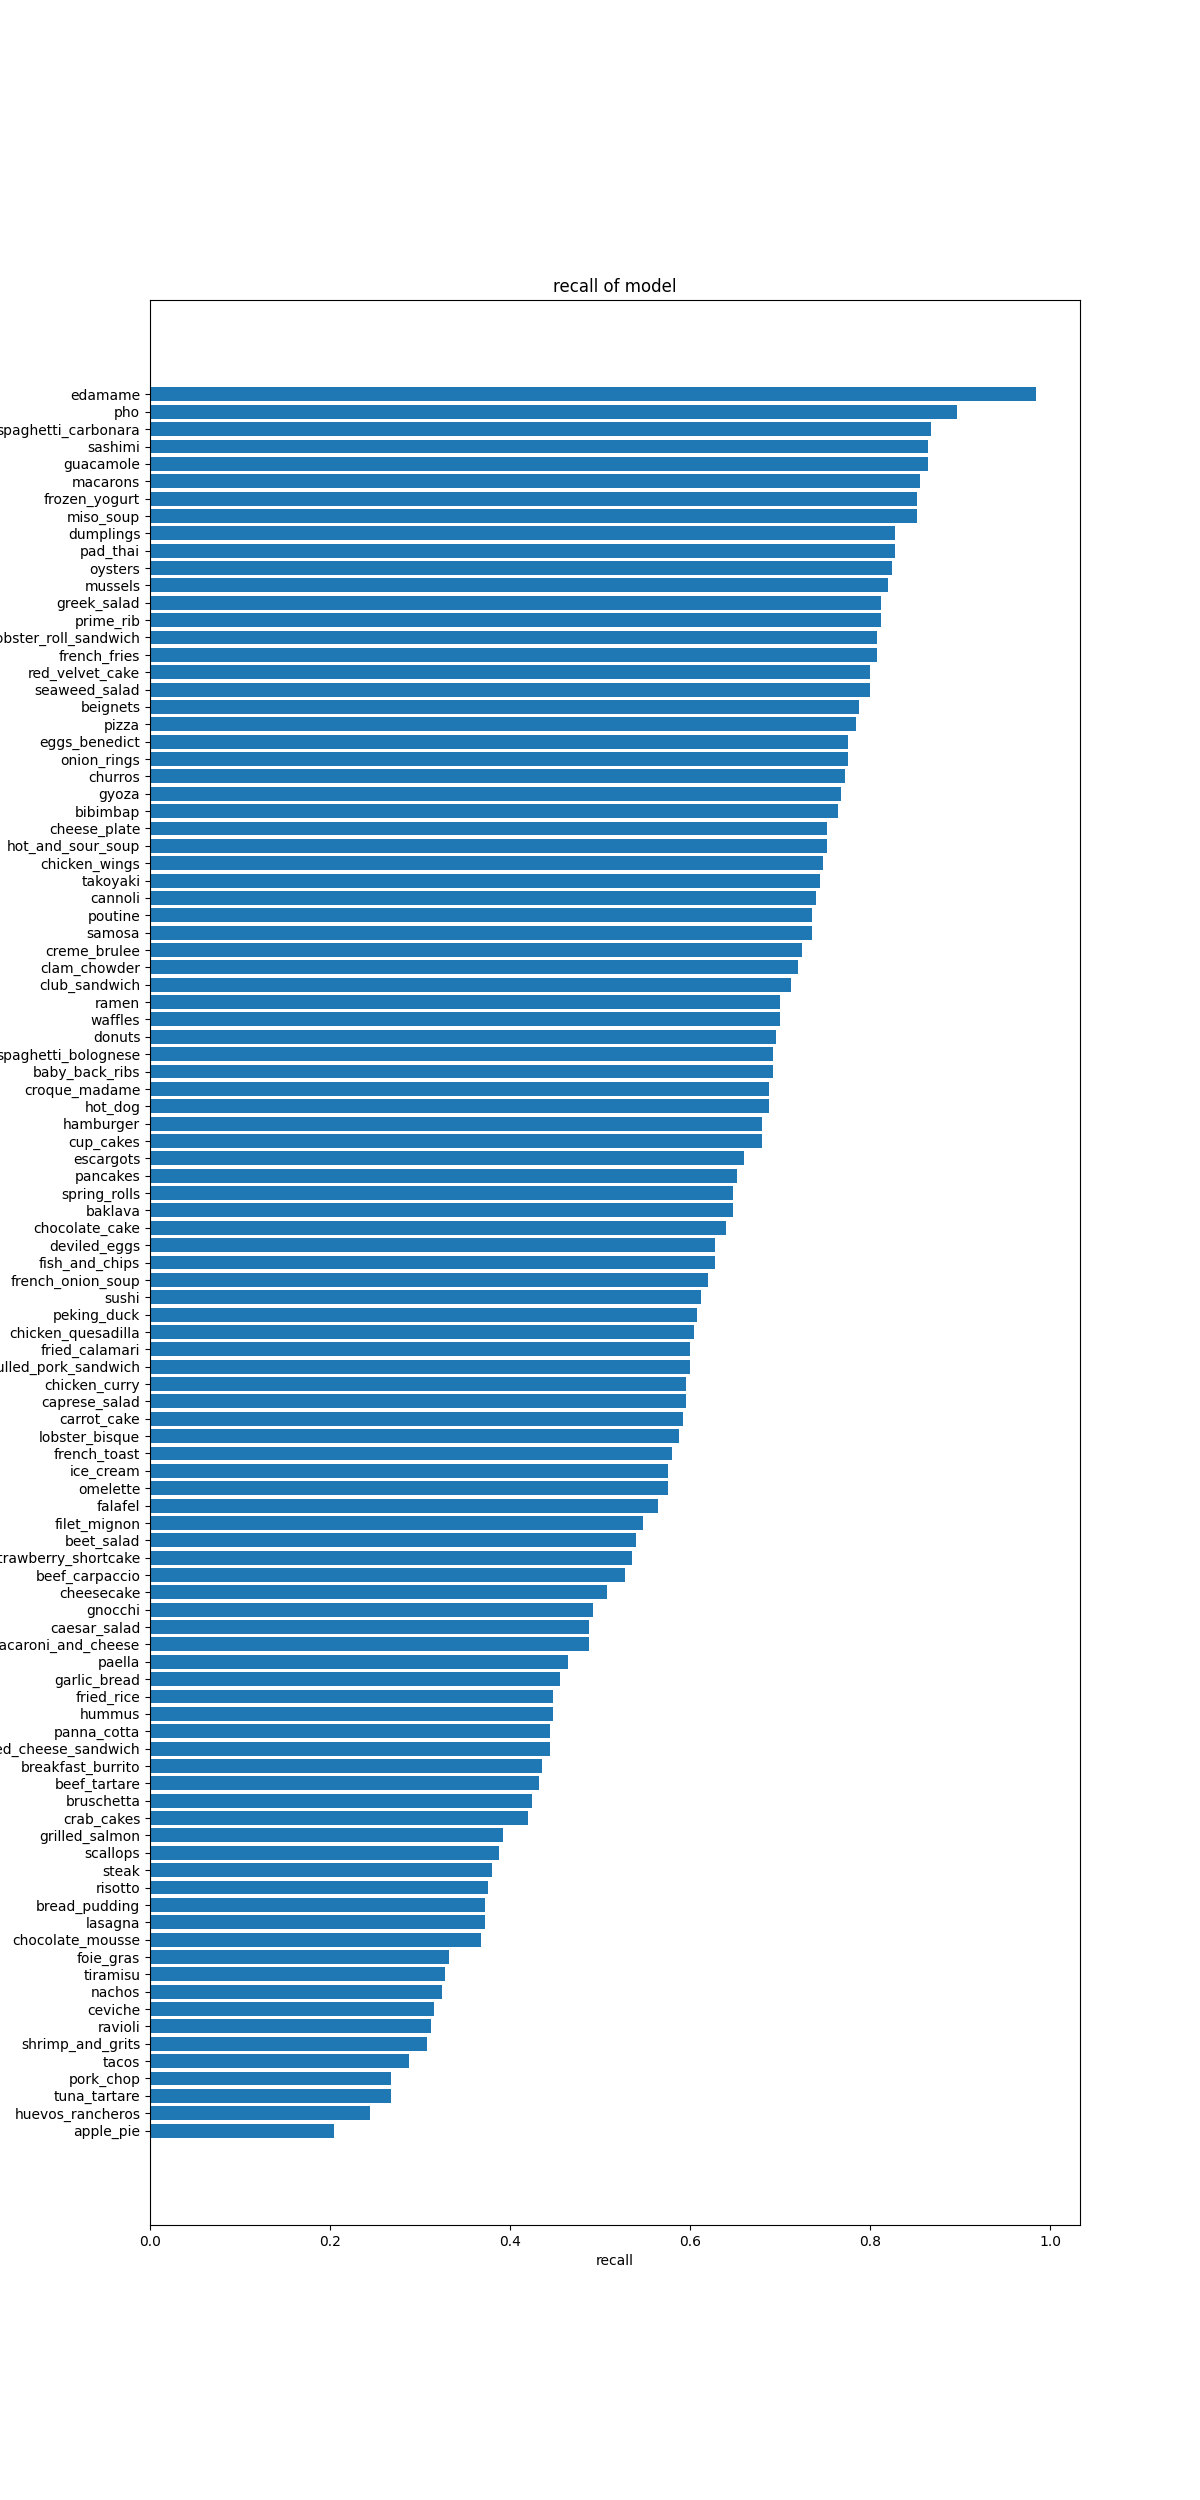 recall of model
edamame
pho
spaghetti_carbonara
sashimi
guacamole
macarons
frozen_yogurt
miso_soup
dumplings
pad_thai
oysters
mussels
greek_salad
prime_rib
obster_roll_sandwich
french_fries
red_velvet_cake
seaweed_salad
beignets
pizza
eggs_benedict
onion_rings
churros
gyoza
bibimbap
cheese_plate
hot_and_sour_soup
chicken_wings
takoyaki
cannoli
poutine
samosa
creme_brulee
clam_chowder
club_sandwich
ramen
waffles
donuts
spaghetti_bolognese
baby_back_ribs
croque_madame
hot_dog
hamburger
cup_cakes
escargots
pancakes
spring_rolls
baklava
chocolate_cake
deviled_eggs
fish_and_chips
french_onion_soup
sushi
peking_duck
chicken_quesadilla
fried_calamari
ulled_pork_sandwich
chicken_curry
caprese_salad
carrot_cake
lobster_bisque
french_toast
ice_cream
omelette
falafel
filet_mignon
beet_salad
trawberry_shortcake
beef_carpaccio
cheesecake
gnocchi
caesar_salad
acaroni_and_cheese
paella
garlic_bread
fried_rice
hummus
panna_cotta
ed_cheese_sandwich
breakfast_burrito
beef_tartare
bruschetta
crab_cakes
grilled_salmon
scallops
steak
risotto
bread_pudding
lasagna
chocolate_mousse
foie_gras
tiramisu
nachos
ceviche
ravioli
shrimp_and_grits
tacos
pork_chop
tuna_tartare
huevos_rancheros
apple_pie
0.0 0.2 0.4 0.6 0.8 1.0
recall